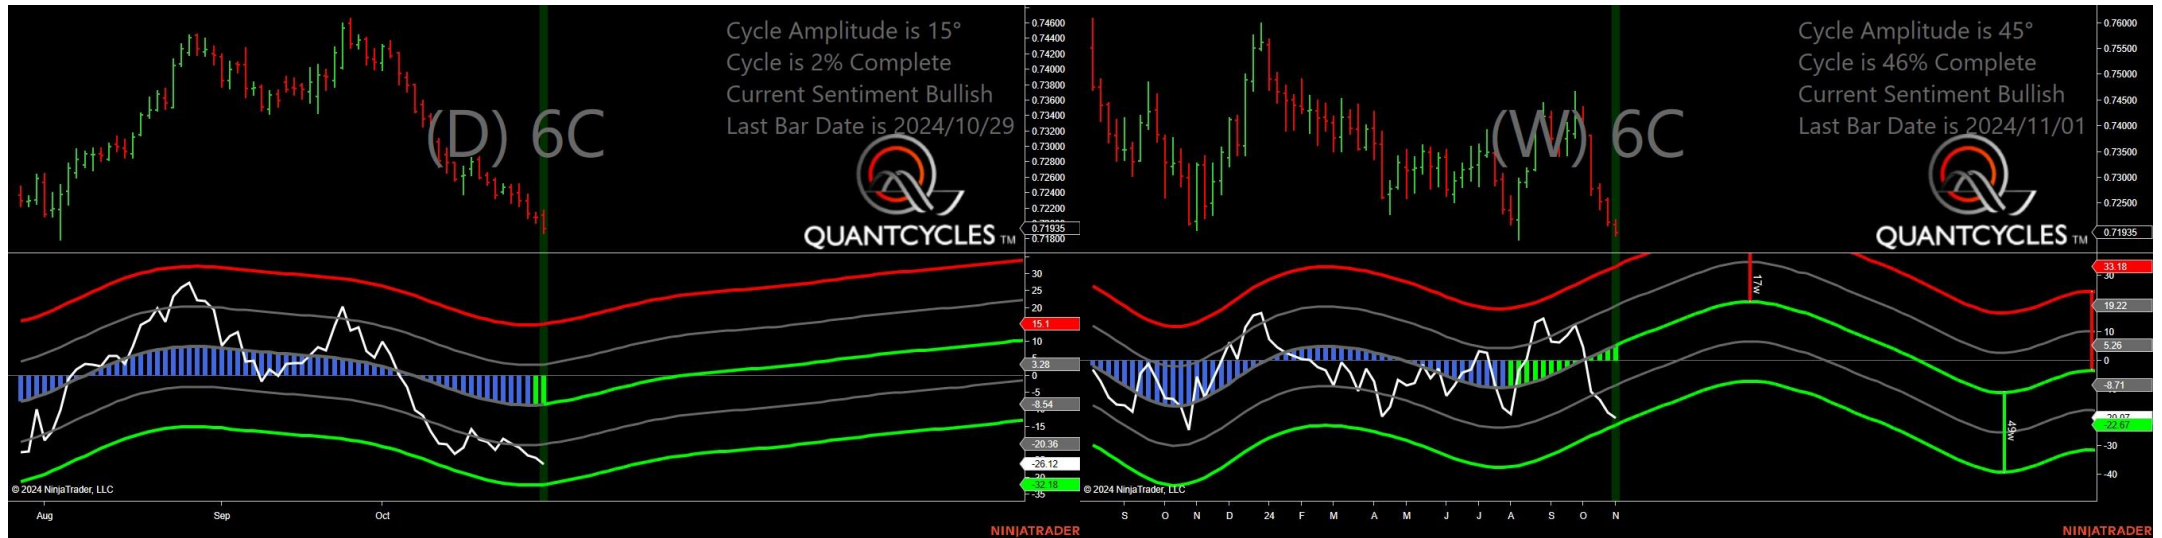 Cycle Amplitude is 15°
Cycle is 2% Complete
Current Sentiment Bullish
Last Bar Date is 2024/10/29
(D) 6C
QUANTCYCLES TM
0.74600
0.74400
0.74200
0.74000
0.73800
0.73600
0.73400
0.73200
0.73000
0.72800
0.72600
0.72400
0.72200
0.71935
0.71800
30
25
20
15.1
10
5
3.28
0
-5
-8.54
-15
-20.36
-26.12
-32.18
-35
© 2024 NinjaTrader, LLC
Aug Sep Oct
NINJATRADER
Cycle Amplitude is 45°
Cycle is 46% Complete
Current Sentiment Bullish
Last Bar Date is 2024/11/01
(W) 6C
QUANTCYCLES TM
0.76000
0.75500
0.75000
0.74500
0.74000
0.73500
0.73000
0.72500
0.71935
17w
49w
33.18
30
19.22
10
5.26
0
-8.71
-20.07
-22.67
-30
-40
© 2024 NinjaTrader, LLC
S O N D 24 F M A M J J A S O N
NINJATRADER